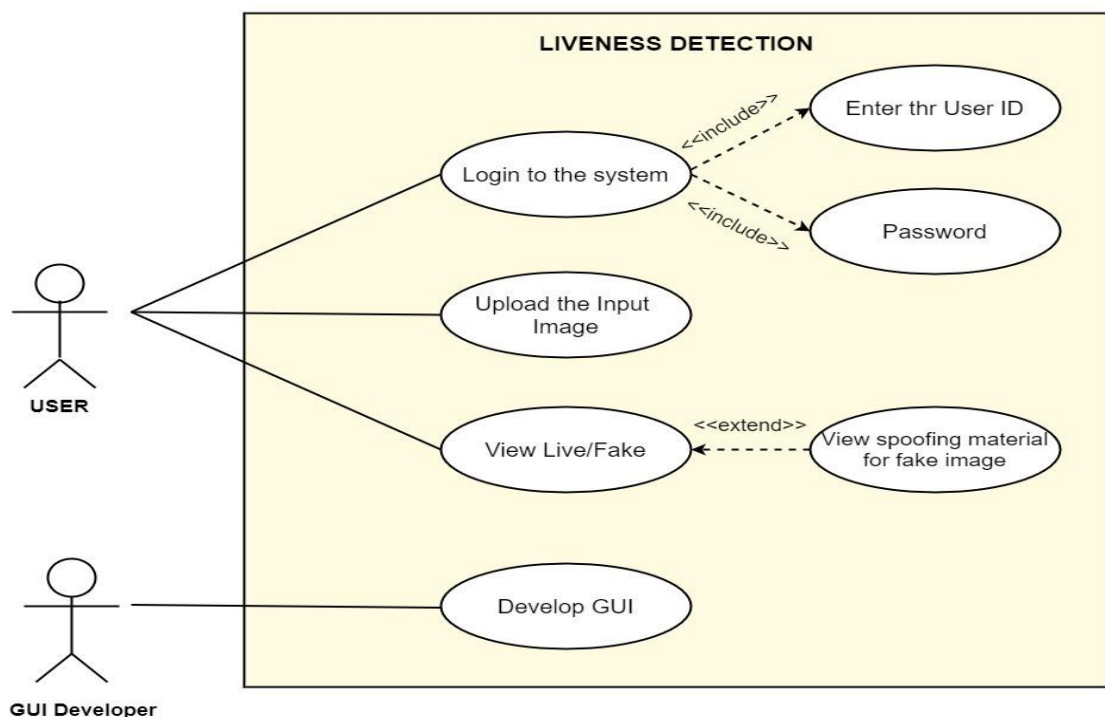 LIVENESS DETECTION
Enter thr User ID
<<include>>
Login to the system
<<include>>
Password
Upload the Input
Image
USER
<<extend>>
View Live/Fake
View spoofing material
for fake image
Develop GUI
GUI Developer